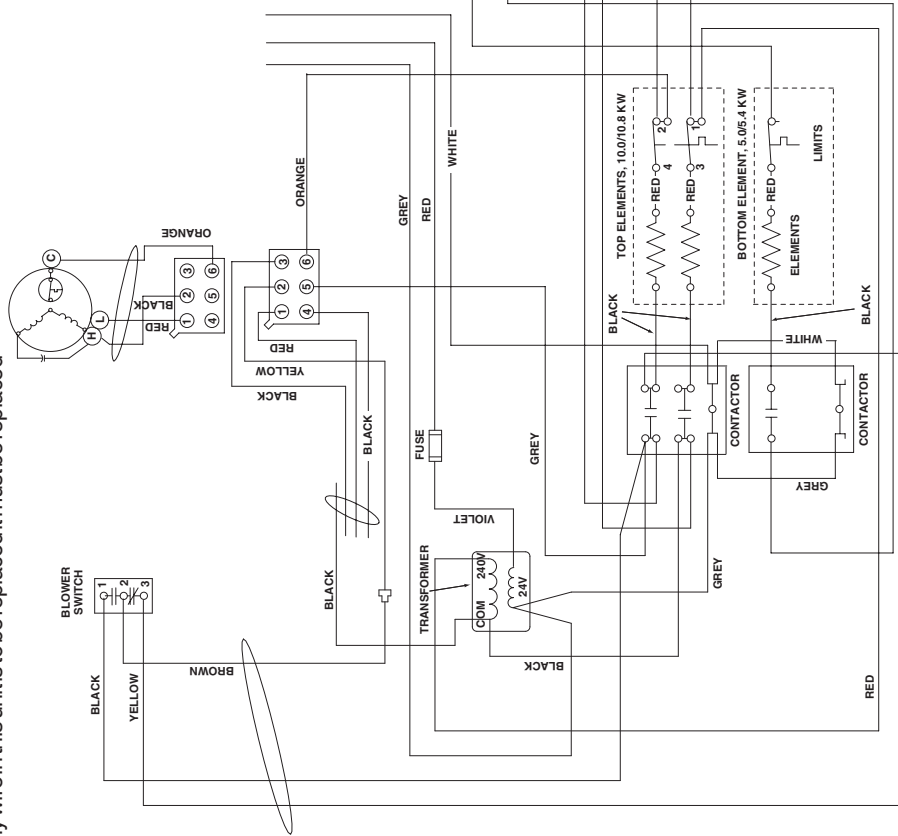 y wire in this unit is to be replaced it must be replaced
C
L
H
ORANGE
BLACK
RED
1
2
3
4
5
6
1
2
3
4
5
6
ORANGE
RED
YELLOW
BLACK
BLACK
GREY
RED
WHITE
FUSE
VIOLET
GREY
BLOWER
SWITCH
1
2
3
BLACK
YELLOW
BROWN
BLACK
TRANSFORMER
COM
240V
24V
BLACK
GREY
RED
TOP ELEMENTS, 10.0/10.8 KW
RED
4
2
RED
3
1
BOTTOM ELEMENT, 5.0/5.4 KW
RED
ELEMENTS
LIMITS
BLACK
BLACK
WHITE
CONTACTOR
CONTACTOR
GREY